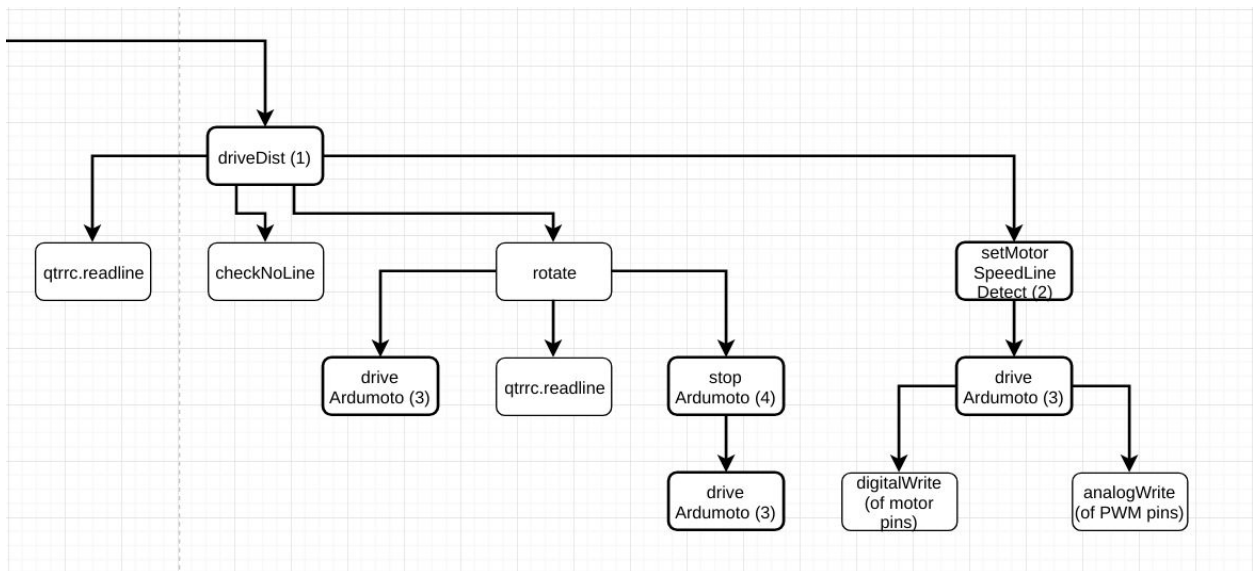 driveDist (1)
qtrrc.readline
checkNoLine
rotate
setMotor
SpeedLine
Detect (2)
drive
Ardumoto (3)
qtrrc.readline
stop
Ardumoto (4)
drive
Ardumoto (3)
drive
Ardumoto (3)
digitalWrite
(of motor
pins)
analogWrite
(of PWM pins)